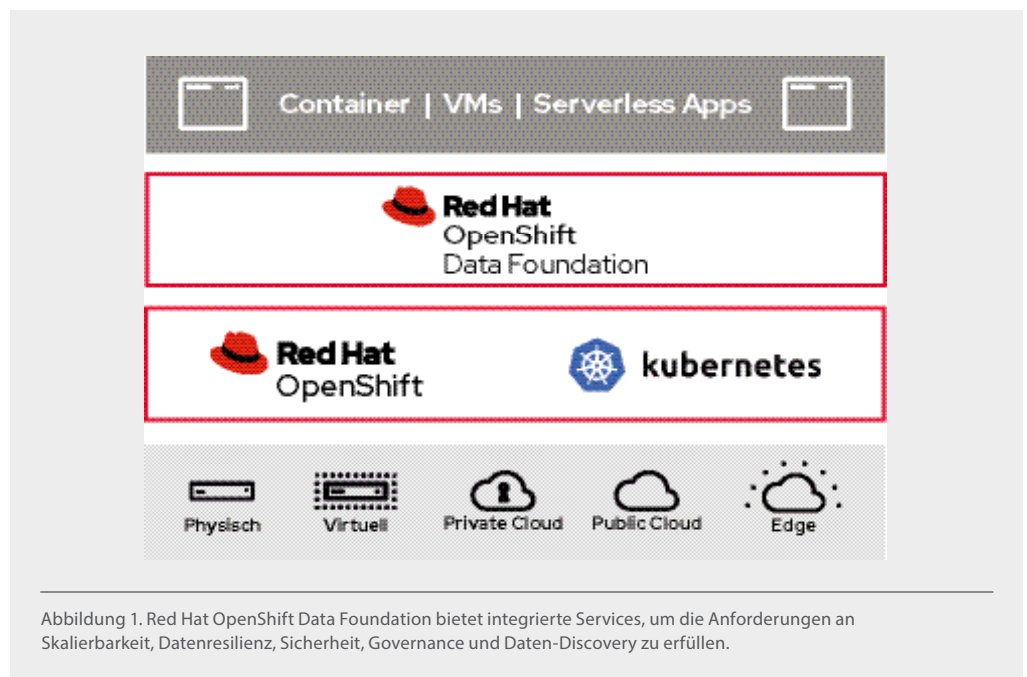 Container | VMs | Serverless Apps
Red Hat
OpenShift
Data Foundation
Red Hat
OpenShift
kubernetes
Physisch
Virtuell
Private Cloud
Public Cloud
Edge
Abbildung 1. Red Hat OpenShift Data Foundation bietet integrierte Services, um die Anforderungen an
Skalierbarkeit, Datenresilienz, Sicherheit, Governance und Daten-Discovery zu erfüllen.